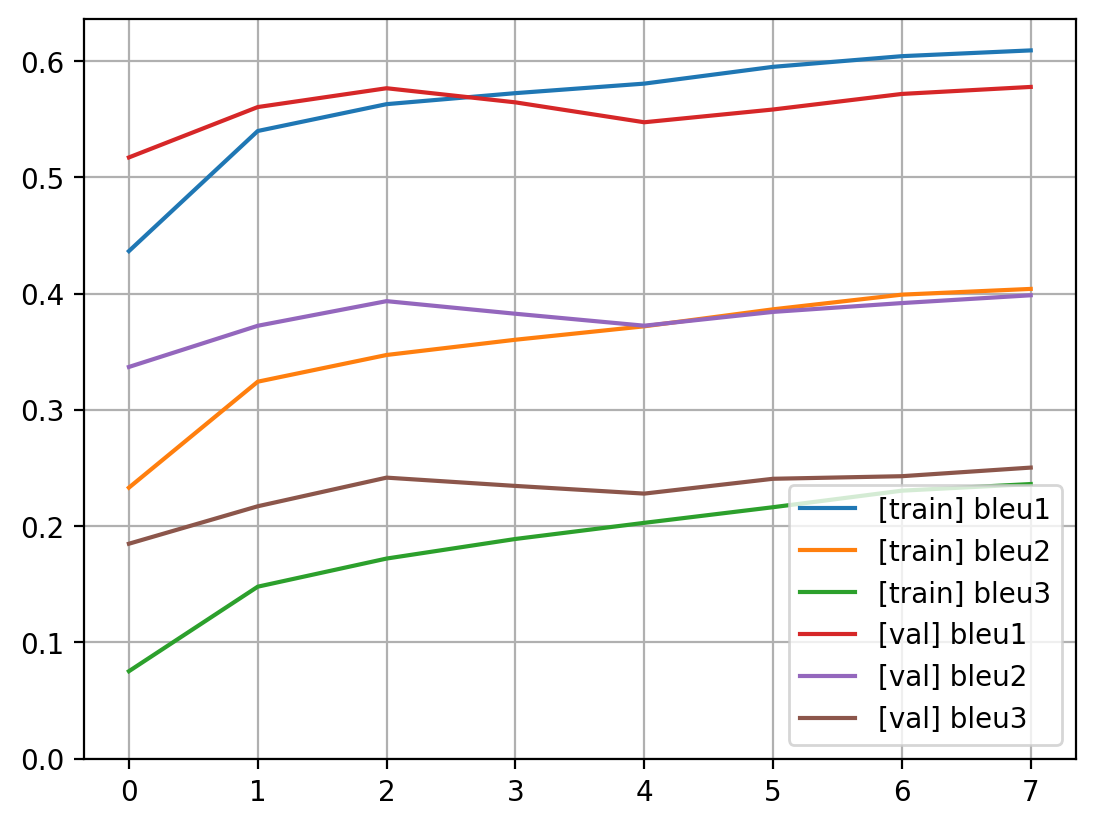 0.6
0.5
0.4
0.3
0.2
0.1
0.0
0 1 2 3 4 5 6 7
[train] bleu1
[train] bleu2
[train] bleu3
[val] bleu1
[val] bleu2
[val] bleu3